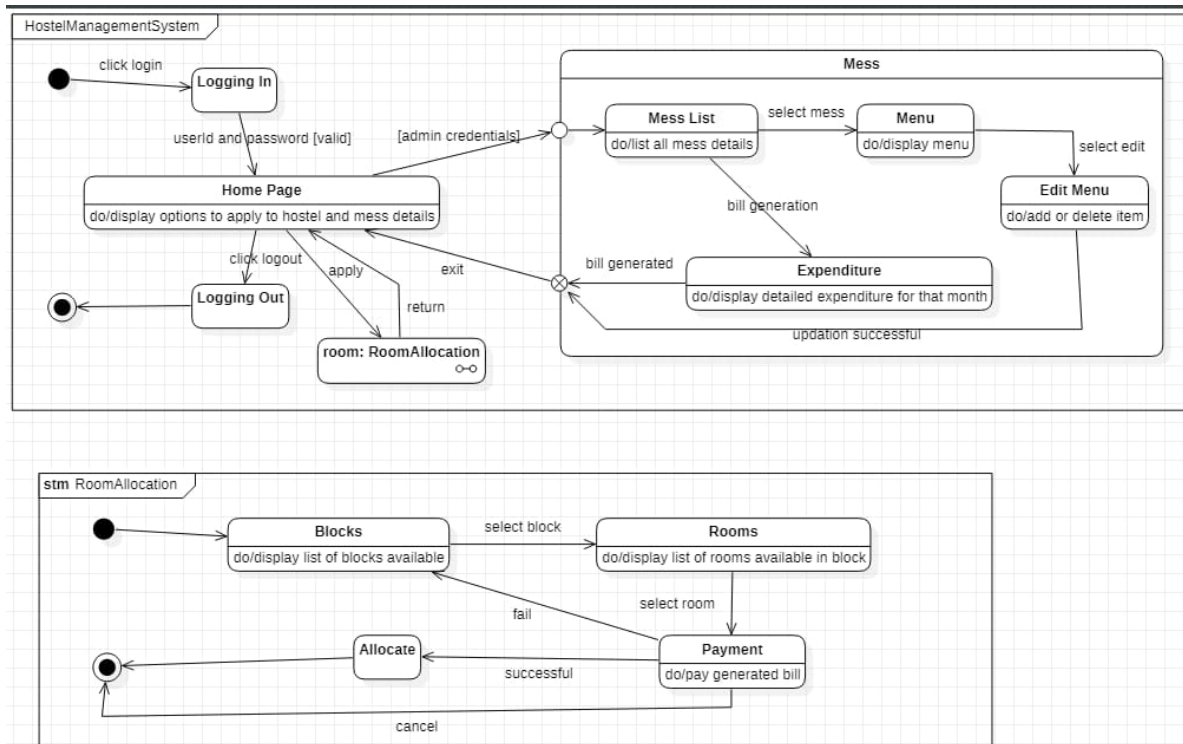 HostelManagementSystem
click login
Logging In
userId and password [valid]
[admin credentials]
Home Page
do/display options to apply to hostel and mess details
click logout
apply
exit
return
Logging Out
room: RoomAllocation
Mess
Mess List
do/list all mess details
select mess
Menu
do/display menu
select edit
Edit Menu
do/add or delete item
bill generation
bill generated
Expenditure
do/display detailed expenditure for that month
updation successful
stm RoomAllocation
Blocks
do/display list of blocks available
select block
Rooms
do/display list of rooms available in block
select room
fail
Allocate
successful
Payment
do/pay generated bill
cancel